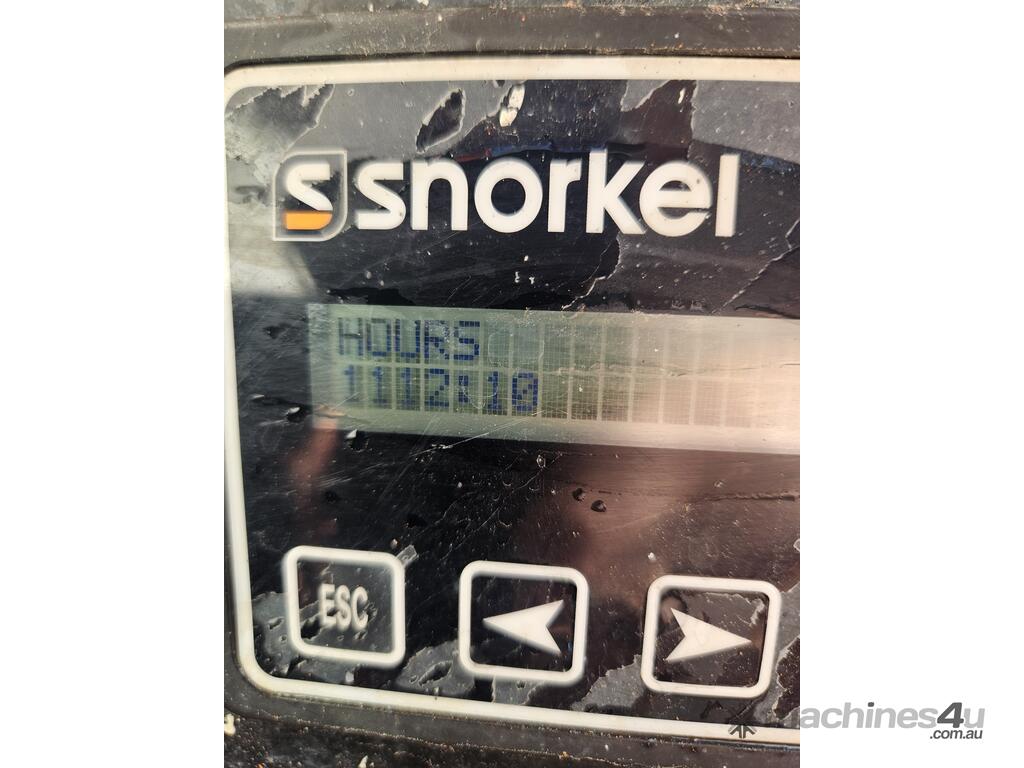 snorkel
HOURS
1112:10
ESC
machines4u
.com.au